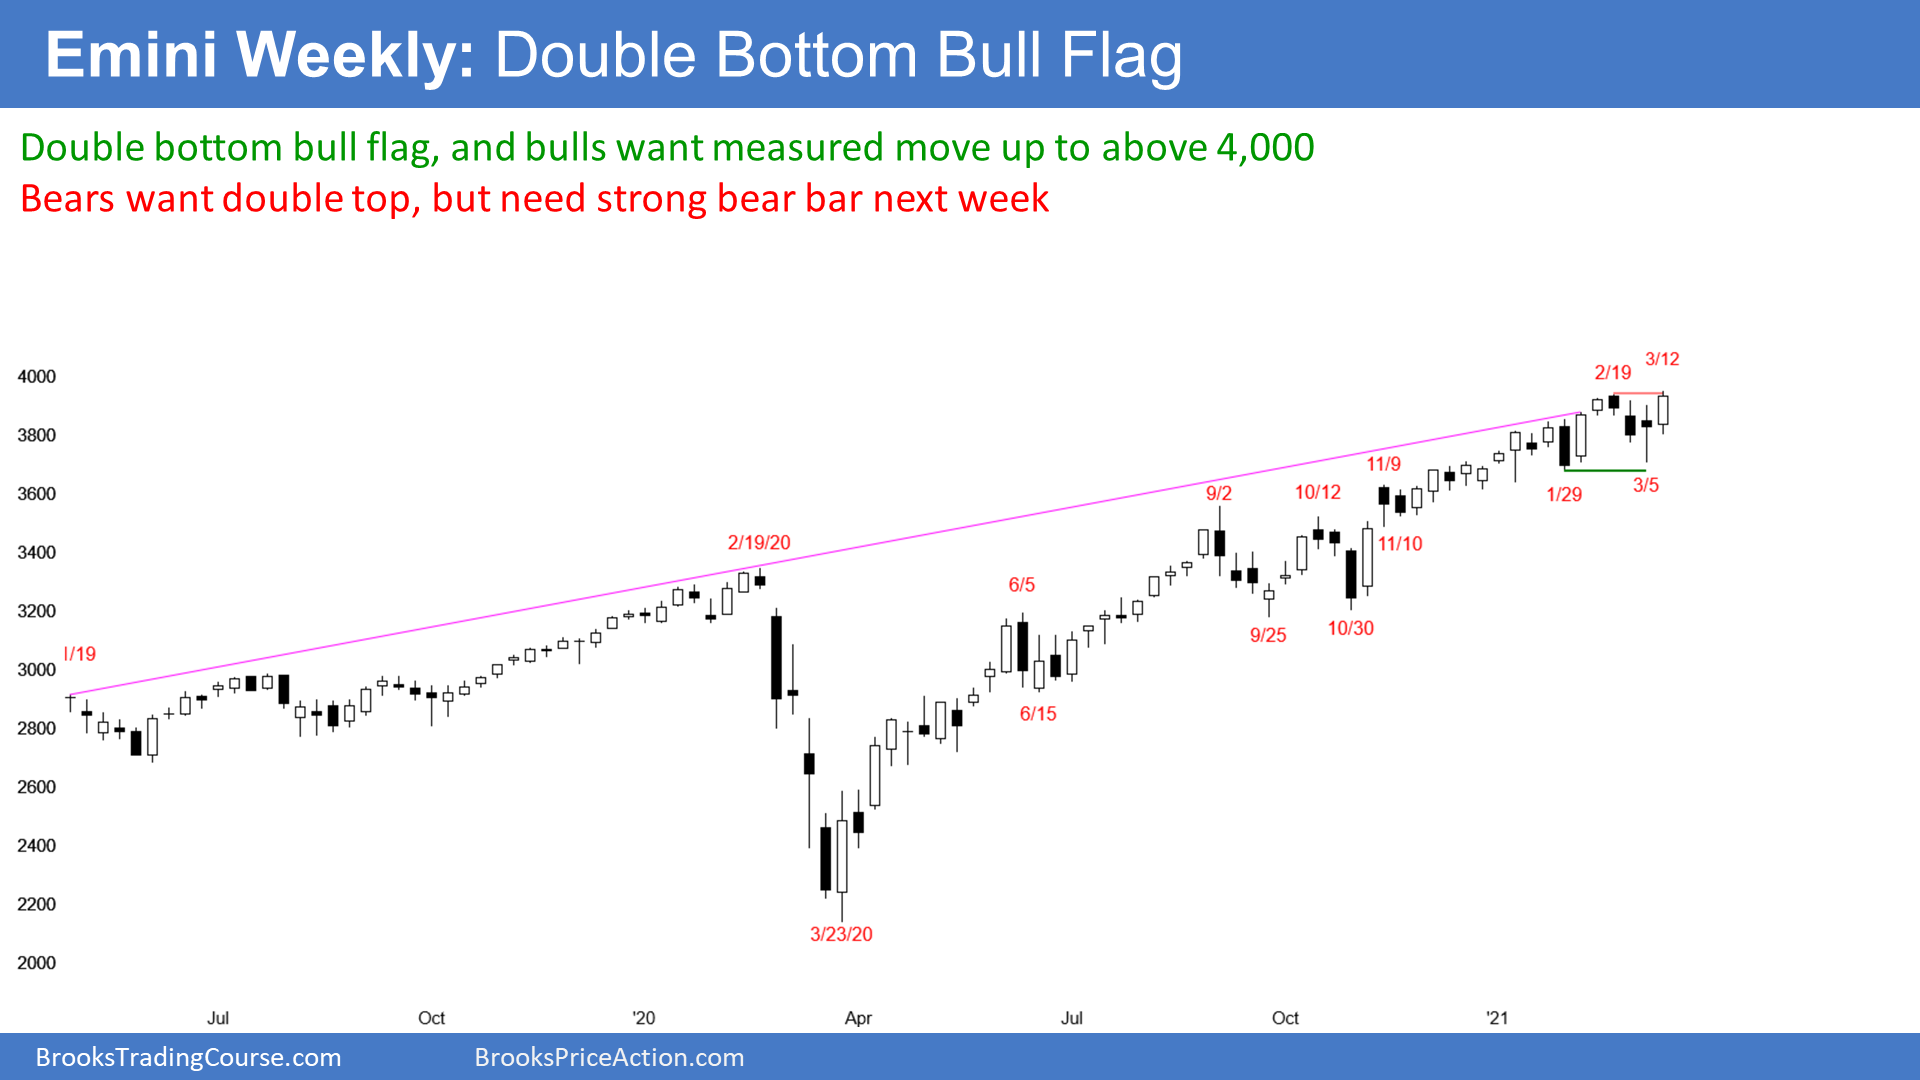 Emini Weekly: Double Bottom Bull Flag
Double bottom bull flag, and bulls want measured move up to above 4,000
Bears want double top, but need strong bear bar next week
3/12
2/19
4000
3800
11/9
3600
9/2
10/12
1/29
3/5
3400
2/19/20
11/10
6/5
3200
9/25
10/30
/19
3000
6/15
2800
2600
2400
3/23/20
2200
2000
Jul
Oct
'20
Apr
Jul
Oct
'21
BrooksTradingCourse.com
BrooksPriceAction.com